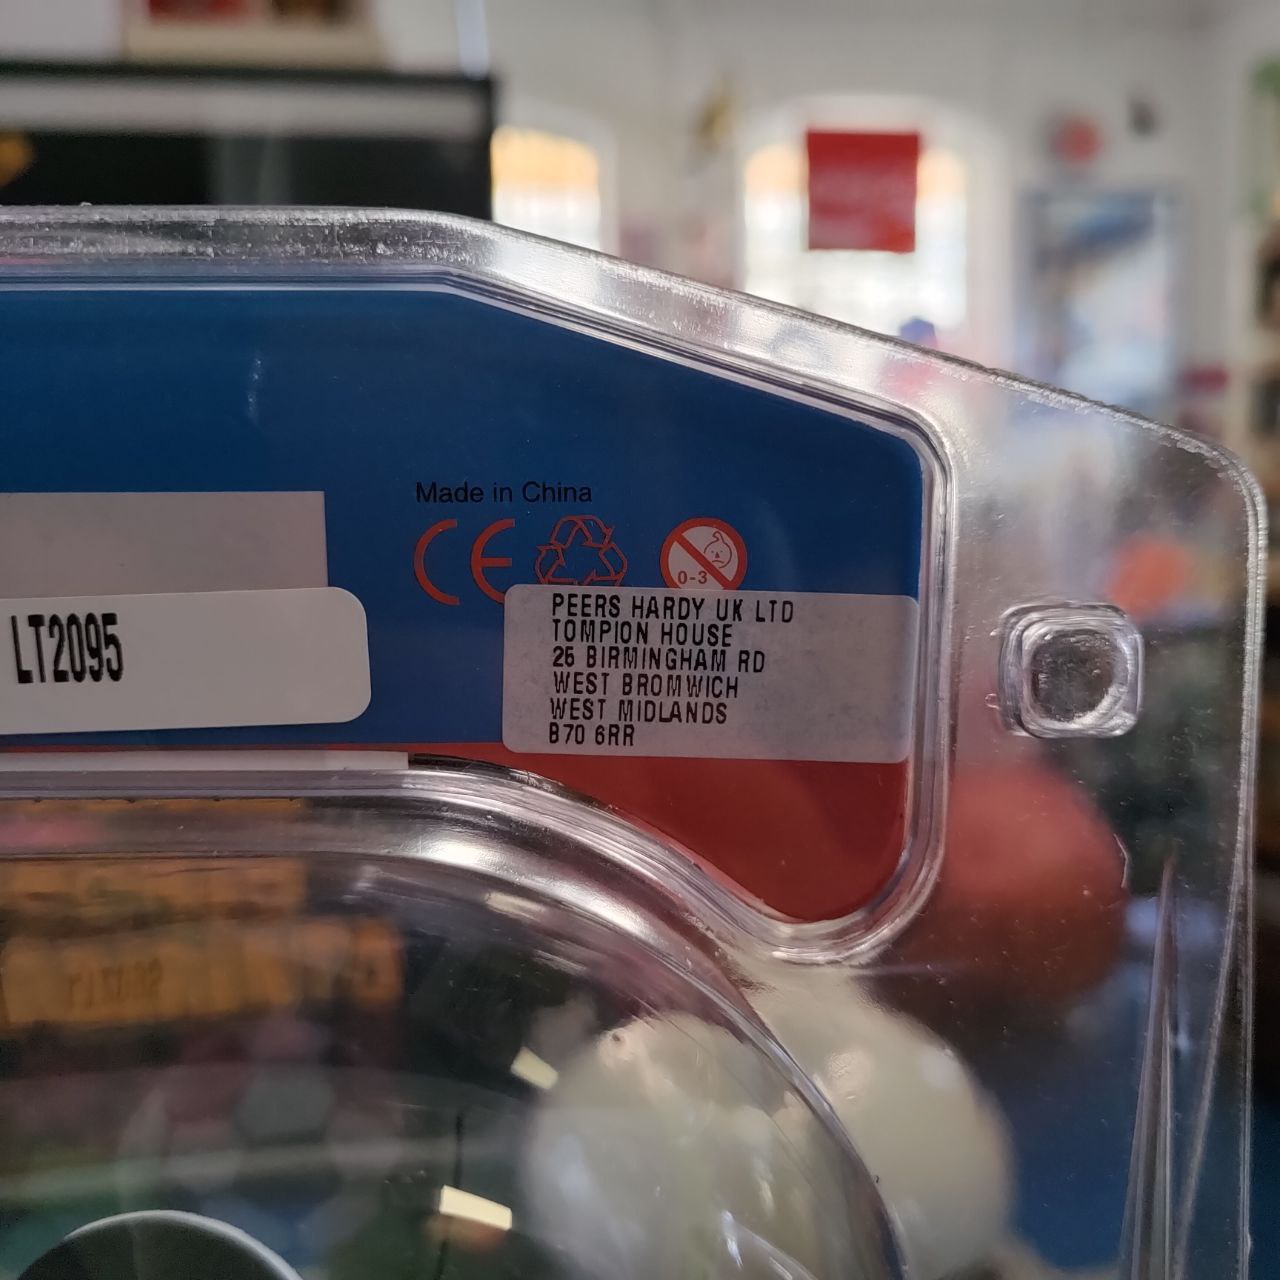 Made in China
CE
0-3
LT2095
PEERS HARDY UK LTD
TOMPION HOUSE
26 BIRMINGHAM RD
WEST BROMWICH
WEST MIDLANDS
B70 6RR